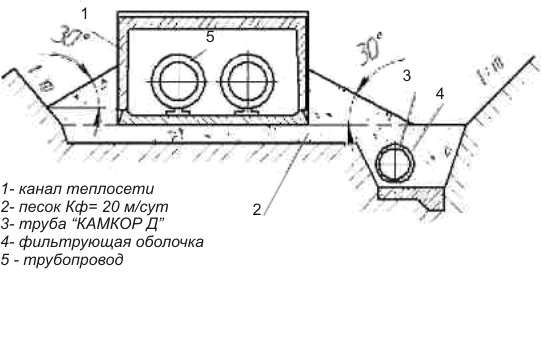 1
30°
5
30°
3
4
1:m
1:m
2
1- канал теплосети
2- песок Кф= 20 м/сут
3- труба “КАМКОР Д”
4- фильтрующая оболочка
5 - трубопровод